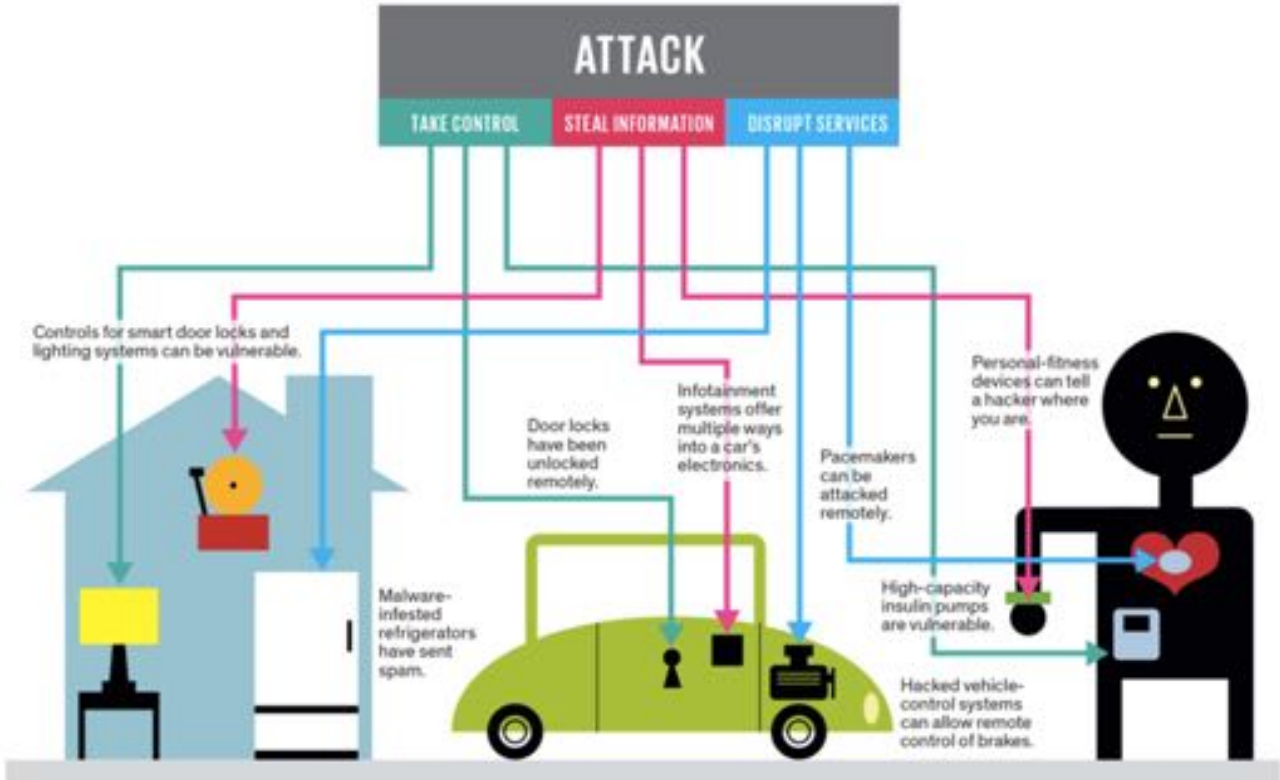 ATTACK
TAKE CONTROL
STEAL INFORMATION
DISRUPT SERVICES
Controls for smart door locks and
lighting systems can be vulnerable.
Door locks
have been
unlocked
remotely.
Infotainment
systems offer
multiple ways
into a car's
electronics.
Pacemakers
can be
attacked
remotely.
Personal-fitness
devices can tell
a hacker where
you are.
Malware-
infested
refrigerators
have sent
spam.
High-capacity
insulin pumps
are vulnerable.
Hacked vehicle-
control systems
can allow remote
control of brakes.